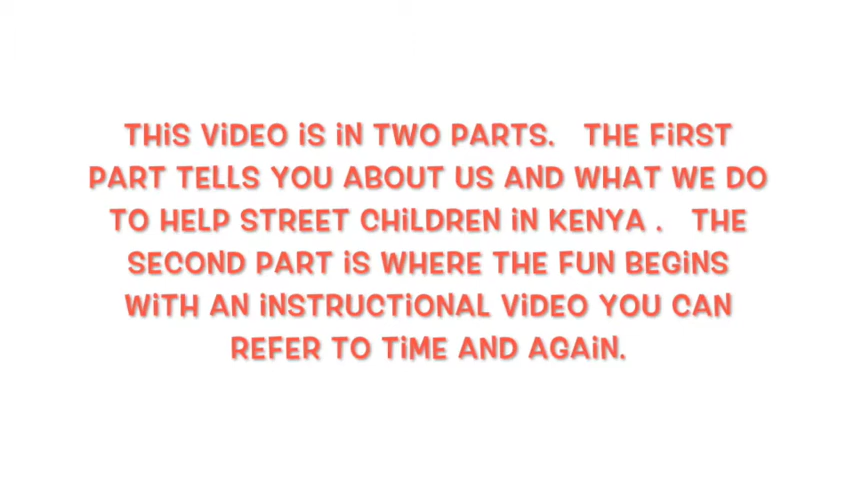 THiS ViDEO iS iN TWO PARTS. THE FiRST
PART TELLS YOU ABOUT US AND WHAT WE DO
TO HELP STREET CHiLDREN iN KENYA . THE
SECOND PART iS WHERE THE FUN BEGiNS
WiTH AN iNSTRUCTiONAL ViDEO YOU CAN
REFER TO TiME AND AGAiN.